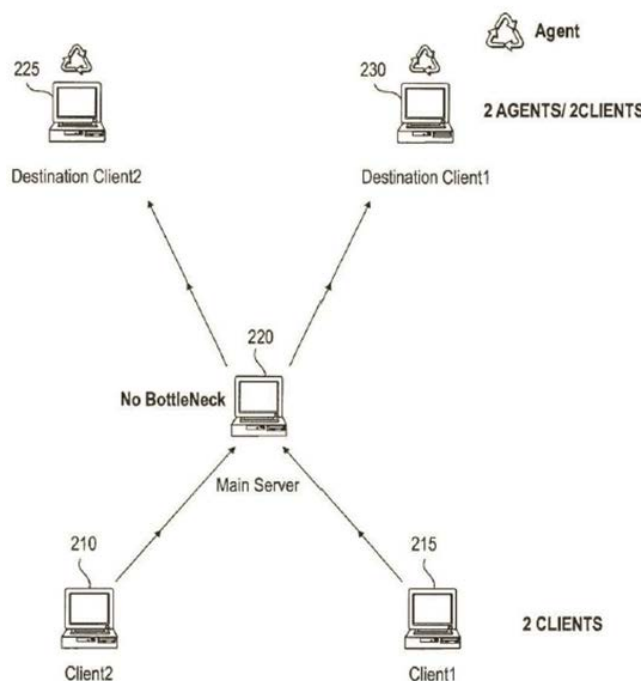 Agent
225
230
2 AGENTS/ 2CLIENTS
Destination Client2
Destination Client1
220
No BottleNeck
Main Server
210
215
2 CLIENTS
Client2
Client1